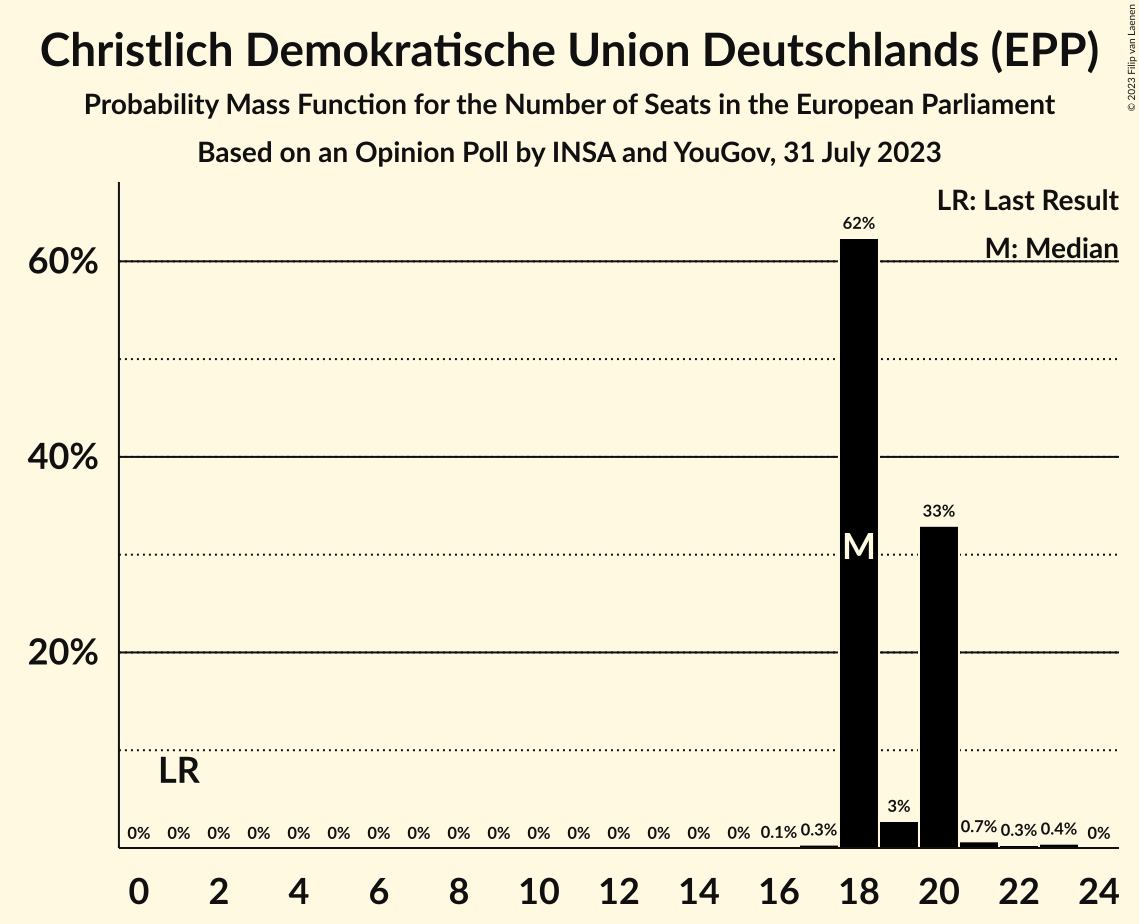 Christlich Demokratische Union Deutschlands (EPP)
Probability Mass Function for the Number of Seats in the European Parliament
Based on an Opinion Poll by INSA and YouGov, 31 July 2023
© 2023 Filip van Laenen
LR: Last Result
M: Median
62%
60%
33%
M
40%
20%
LR
0% 0% 0% 0% 0% 0% 0% 0% 0% 0% 0% 0% 0% 0% 0% 0% 0.1% 0.3% 3% 0.7% 0.3% 0.4% 0%
0 2 4 6 8 10 12 14 16 18 20 22 24